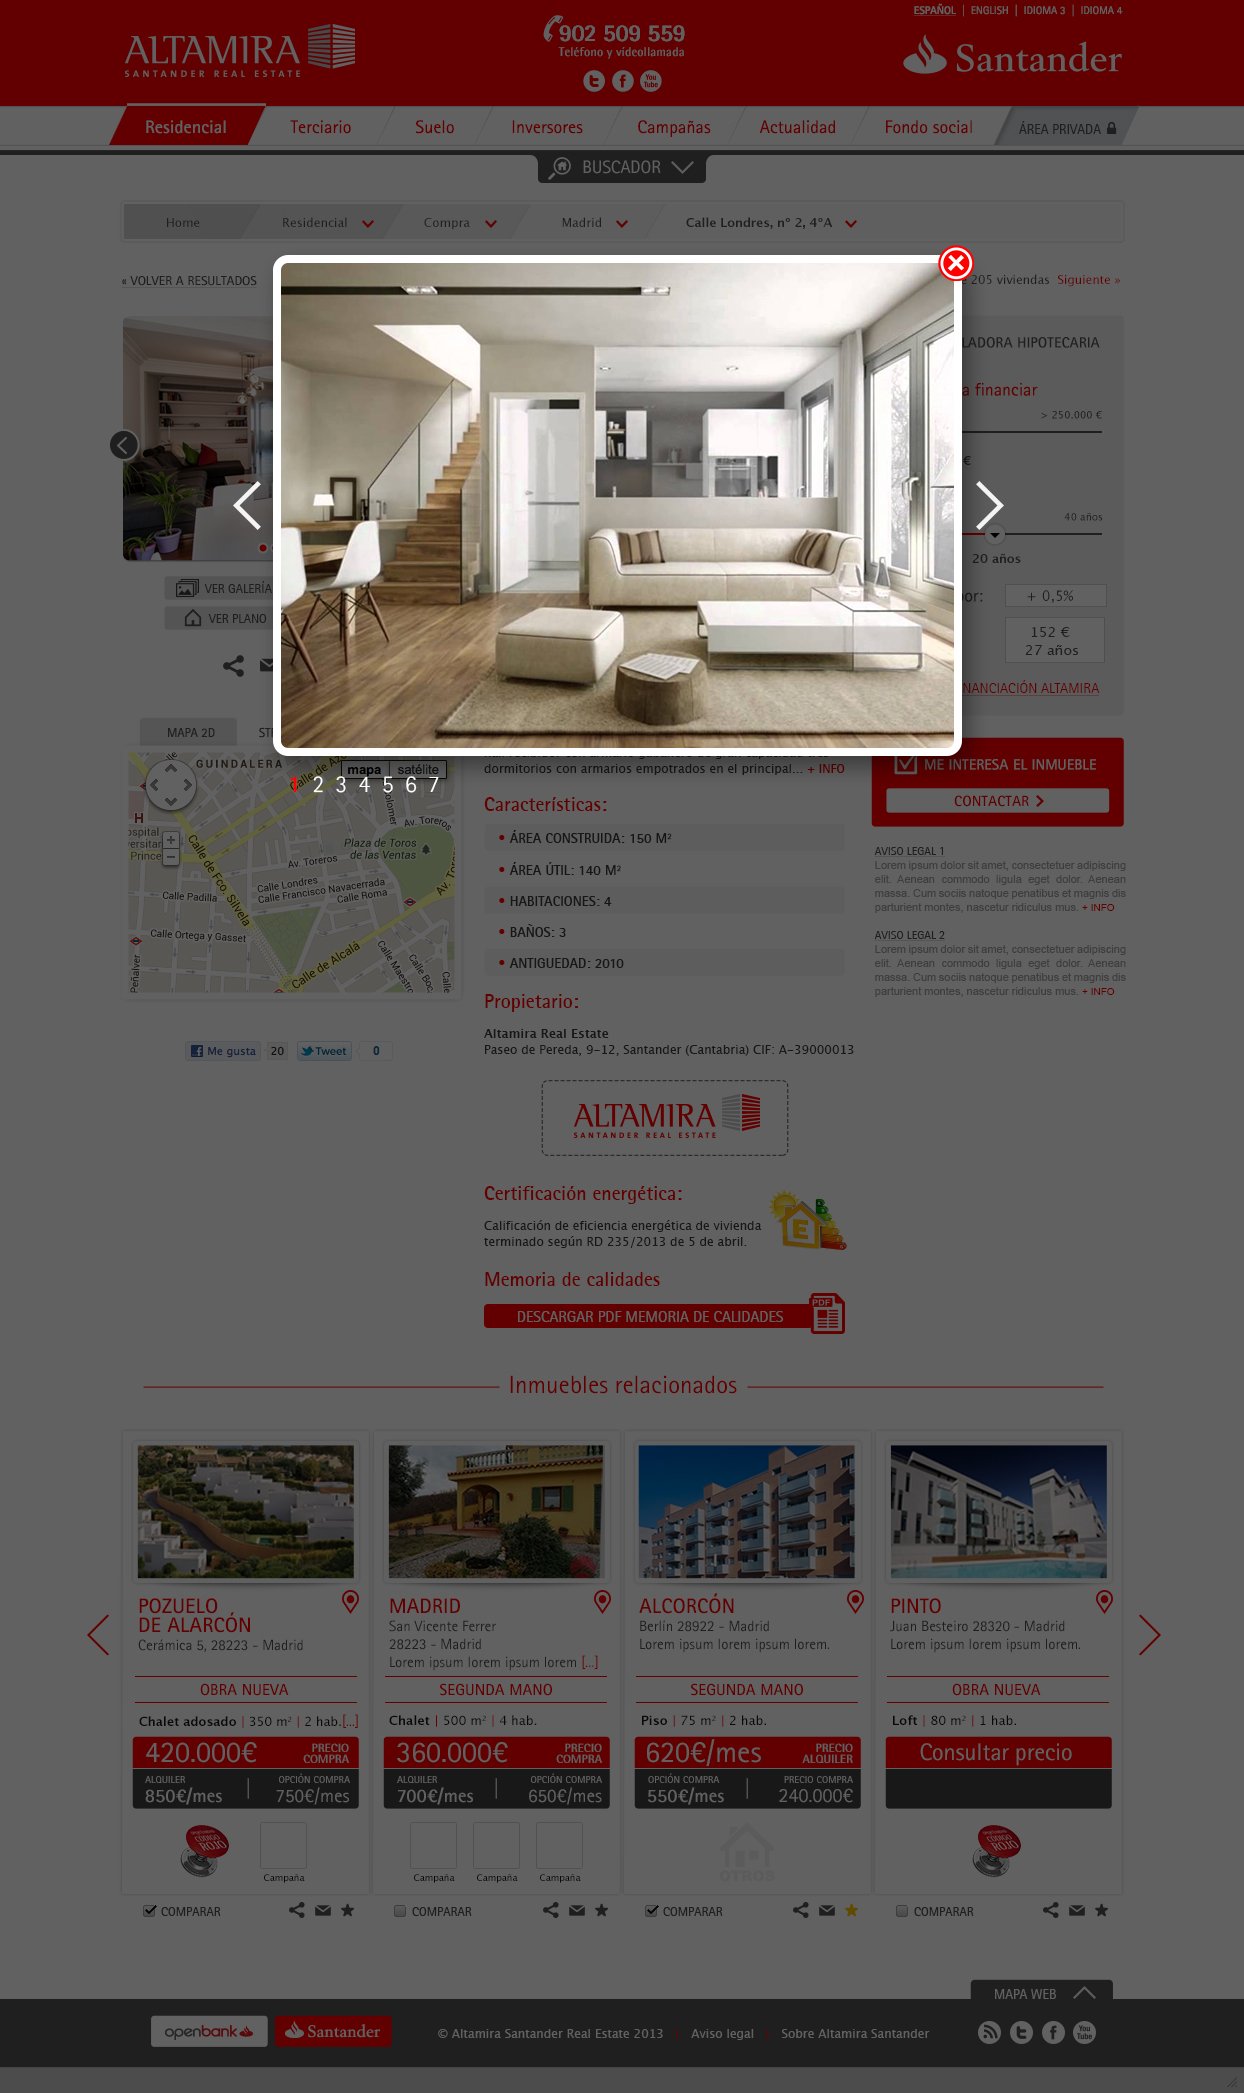 ESPAÑOL | ENGLISH | IDIOMA 3 | IDIOMA 4
ALTAMIRA
SANTANDER REAL ESTATE
902 509 559
Teléfono y videollamada
You Tube
Santander
Residencial
Terciario
Suelo
Inversores
Campañas
Actualidad
Fondo social
ÁREA PRIVADA
BUSCADOR
Home
Residencial
Compra
Madrid
Calle Londres, nº 2, 4ºA
« VOLVER A RESULTADOS
205 viviendas Siguiente »
LADORA HIPOTECARIA
a financiar
> 250.000 €
€
40 años
20 años
por:
+ 0,5%
152 €
27 años
NANCIACIÓN ALTAMIRA
VER GALERÍA
VER PLANO
MAPA 2D
1 2 3 4 5 6 7
GUINDALERA
mapa
satélite
Av. Toreros
Plaza de Toros
de las Ventas
Av. Toreros
Calle Londres
Calle Francisco Navacerrada
Calle Roma
Calle Padilla
Calle de Fco. Silvela
Calle Ortega y Gasset
Calle de Alcalá
dormitorios con armarios empotrados en el principal... + INFO
Características:
• ÁREA CONSTRUIDA: 150 M²
• ÁREA ÚTIL: 140 M²
• HABITACIONES: 4
• BAÑOS: 3
• ANTIGUEDAD: 2010
Propietario:
Altamira Real Estate
Paseo de Pereda, 9-12, Santander (Cantabria) CIF: A-39000013
ALTAMIRA
SANTANDER REAL ESTATE
Me gusta 20 Tweet 0
ME INTERESA EL INMUEBLE
CONTACTAR
AVISO LEGAL 1
Lorem ipsum dolor sit amet, consectetuer adipiscing
elit. Aenean commodo ligula eget dolor. Aenean
massa. Cum sociis natoque penatibus et magnis dis
parturient montes, nascetur ridiculus mus. + INFO
AVISO LEGAL 2
Lorem ipsum dolor sit amet, consectetuer adipiscing
elit. Aenean commodo ligula eget dolor. Aenean
massa. Cum sociis natoque penatibus et magnis dis
parturient montes, nascetur ridiculus mus. + INFO
Certificación energética:
Calificación de eficiencia energética de vivienda
terminado según RD 235/2013 de 5 de abril.
E
Memoria de calidades
DESCARGAR PDF MEMORIA DE CALIDADES
PDF
Inmuebles relacionados
POZUELO
DE ALARCÓN
Cerámica 5, 28223 - Madrid
OBRA NUEVA
Chalet adosado | 350 m² | 2 hab.[...]
420.000€ PRECIO COMPRA
ALQUILER
850€/mes
OPCIÓN COMPRA
750€/mes
CÓDIGO ROJO
Campaña
COMPARAR
MADRID
San Vicente Ferrer
28223 - Madrid
Lorem ipsum lorem ipsum lorem [...]
SEGUNDA MANO
Chalet | 500 m² | 4 hab.
360.000€ PRECIO COMPRA
ALQUILER
700€/mes
OPCIÓN COMPRA
650€/mes
Campaña
Campaña
Campaña
COMPARAR
ALCORCÓN
Berlín 28922 - Madrid
Lorem ipsum lorem ipsum lorem.
SEGUNDA MANO
Piso | 75 m² | 2 hab.
620€/mes PRECIO ALQUILER
OPCIÓN COMPRA
550€/mes
PRECIO COMPRA
240.000€
OTROS
COMPARAR
PINTO
Juan Besteiro 28320 - Madrid
Lorem ipsum lorem ipsum lorem.
OBRA NUEVA
Loft | 80 m² | 1 hab.
Consultar precio
CÓDIGO ROJO
COMPARAR
MAPA WEB
openbank
Santander
© Altamira Santander Real Estate 2013
Aviso legal
Sobre Altamira Santander
You Tube